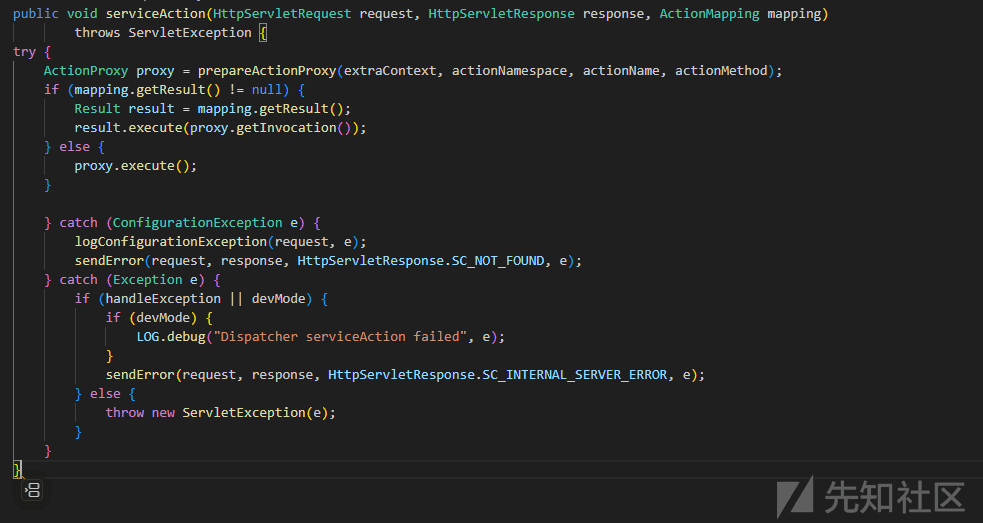 public void serviceAction(HttpServletRequest request, HttpServletResponse response, ActionMapping mapping)
        throws ServletException {
try {
    ActionProxy proxy = prepareActionProxy(extraContext, actionNamespace, actionName, actionMethod);
    if (mapping.getResult() != null) {
        Result result = mapping.getResult();
        result.execute(proxy.getInvocation());
    } else {
        proxy.execute();
    }
    } catch (ConfigurationException e) {
        logConfigurationException(request, e);
        sendError(request, response, HttpServletResponse.SC_NOT_FOUND, e);
    } catch (Exception e) {
        if (handleException || devMode) {
            if (devMode) {
                LOG.debug("Dispatcher serviceAction failed", e);
            }
            sendError(request, response, HttpServletResponse.SC_INTERNAL_SERVER_ERROR, e);
        } else {
            throw new ServletException(e);
        }
    }
}
先知社区